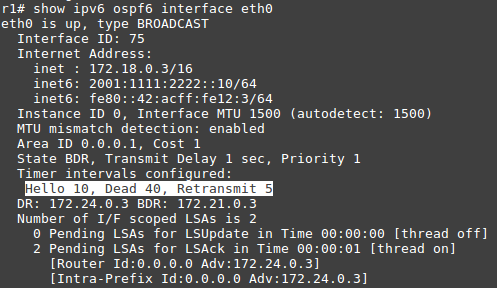 r1# show ipv6 ospf6 interface eth0
eth0 is up, type BROADCAST
Interface ID: 75
Internet Address:
inet : 172.18.0.3/16
inet6: 2001:1111:2222::10/64
inet6: fe80::42:acff:fe12:3/64
Instance ID 0, Interface MTU 1500 (autodetect: 1500)
MTU mismatch detection: enabled
Area ID 0.0.0.1, Cost 1
State BDR, Transmit Delay 1 sec, Priority 1
Timer intervals configured:
Hello 10, Dead 40, Retransmit 5
DR: 172.24.0.3 BDR: 172.21.0.3
Number of I/F scoped LSAs is 2
0 Pending LSAs for LSUpdate in Time 00:00:00 [thread off]
2 Pending LSAs for LSAck in Time 00:00:01 [thread on]
[Router Id:0.0.0.0 Adv:172.24.0.3]
[Intra-Prefix Id:0.0.0.0 Adv:172.24.0.3]